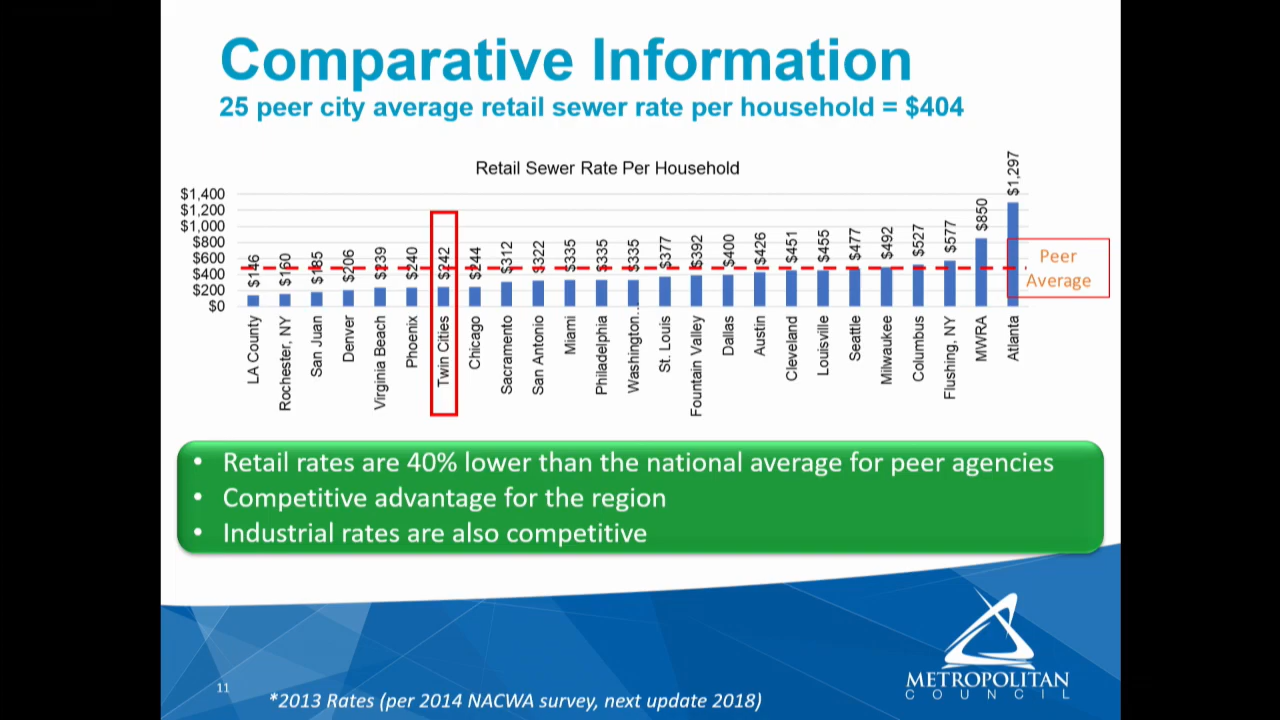 Comparative Information
25 peer city average retail sewer rate per household = $404
Retail Sewer Rate Per Household
$1,400
$1,200
$1,000
$800
$600
$400
$200
$0
$146
$160
$185
$206
$239
$240
$242
$244
$312
$322
$335
$335
$335
$377
$392
$400
$426
$451
$455
$477
$492
$527
$577
$850
$1,297
Peer
Average
LA County
Rochester, NY
San Juan
Denver
Virginia Beach
Phoenix
Twin Cities
Chicago
Sacramento
San Antonio
Miami
Philadelphia
Washington...
St. Louis
Fountain Valley
Dallas
Austin
Cleveland
Louisville
Seattle
Milwaukee
Columbus
Flushing, NY
MWRA
Atlanta
• Retail rates are 40% lower than the national average for peer agencies
• Competitive advantage for the region
• Industrial rates are also competitive
METROPOLITAN
COUNCIL
11
*2013 Rates (per 2014 NACWA survey, next update 2018)